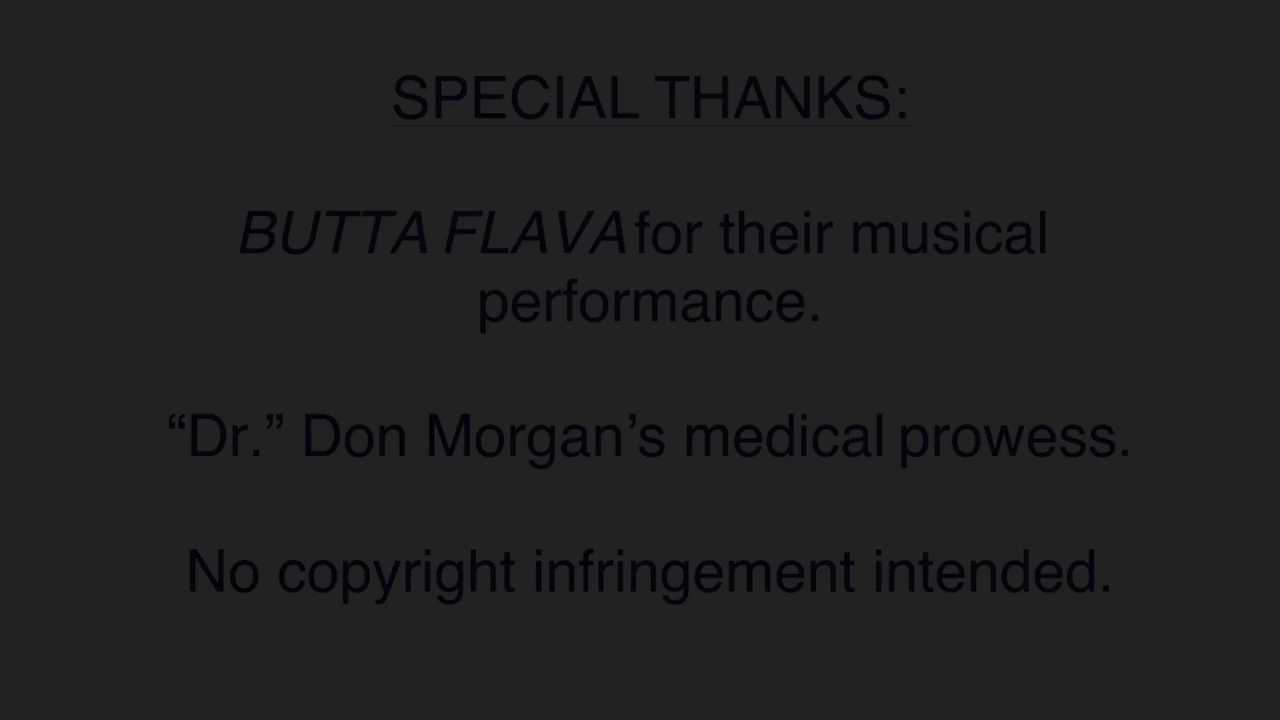 SPECIAL THANKS:
BUTTA FLAVA for their musical
performance.
“Dr.” Don Morgan’s medical prowess.
No copyright infringement intended.